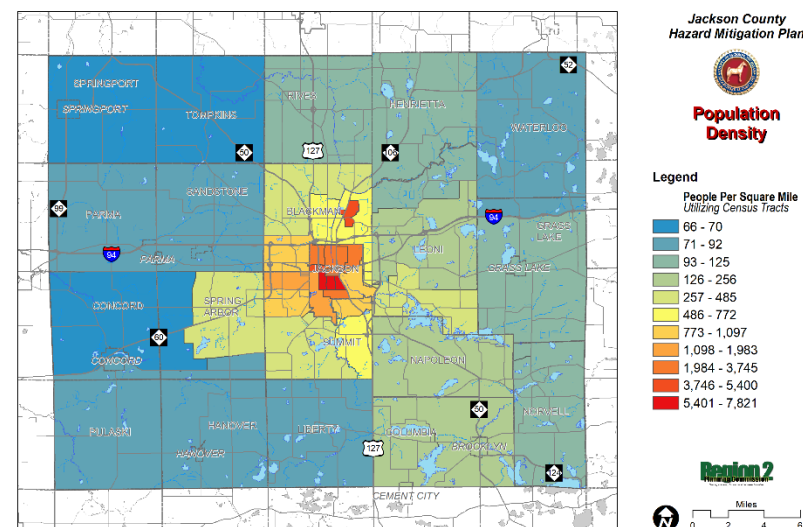 Jackson County
Hazard Mitigation Plan
Population
Density
Legend
People Per Square Mile
Utilizing Census Tracts
66 - 70
71 - 92
93 - 125
126 - 256
257 - 485
486 - 772
773 - 1,097
1,098 - 1,983
1,984 - 3,745
3,746 - 5,400
5,401 - 7,821
Region 2
Miles
0 2 4 6
N
SPRINGPORT
SPRINGPORT
TOMPKINS
RIVES
HENRIETTA
WATERLOO
52
50
127
106
99
PARMA
SANDSTONE
BLACKMAN
94
GRASS
LAKE
94
PARMA
JACKSON
LEONI
GRASS LAKE
CONCORD
SPRING
ARBOR
60
CONCORD
SUMMIT
NAPOLEON
PULASKI
HANOVER
HANOVER
LIBERTY
127
COLUMBIA
50
BROOKLYN
NORVELL
124
CEMENT CITY